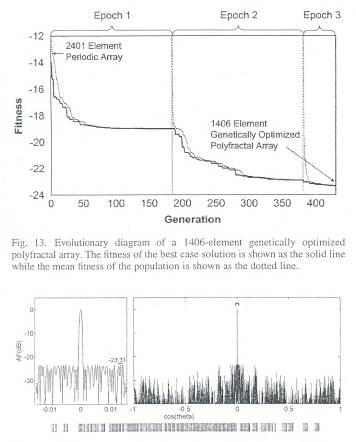 Epoch 1 Epoch 2 Epoch 3
-12
-14
-16
-18
-20
-22
-24
Fitness
2401 Element
Periodic Array
1406 Element
Genetically Optimized
Polyfractal Array
0 50 100 150 200 250 300 350 400
Generation
Fig. 13. Evolutionary diagram of a 1406-element genetically optimized
polyfractal array. The fitness of the best case solution is shown as the solid line
while the mean fitness of the population is shown as the dotted line.
0
-10
-20
-30
AF(dB)
-23.31
-0.01 0 0.01
-1 -0.5 0 0.5 1
cos(theta)